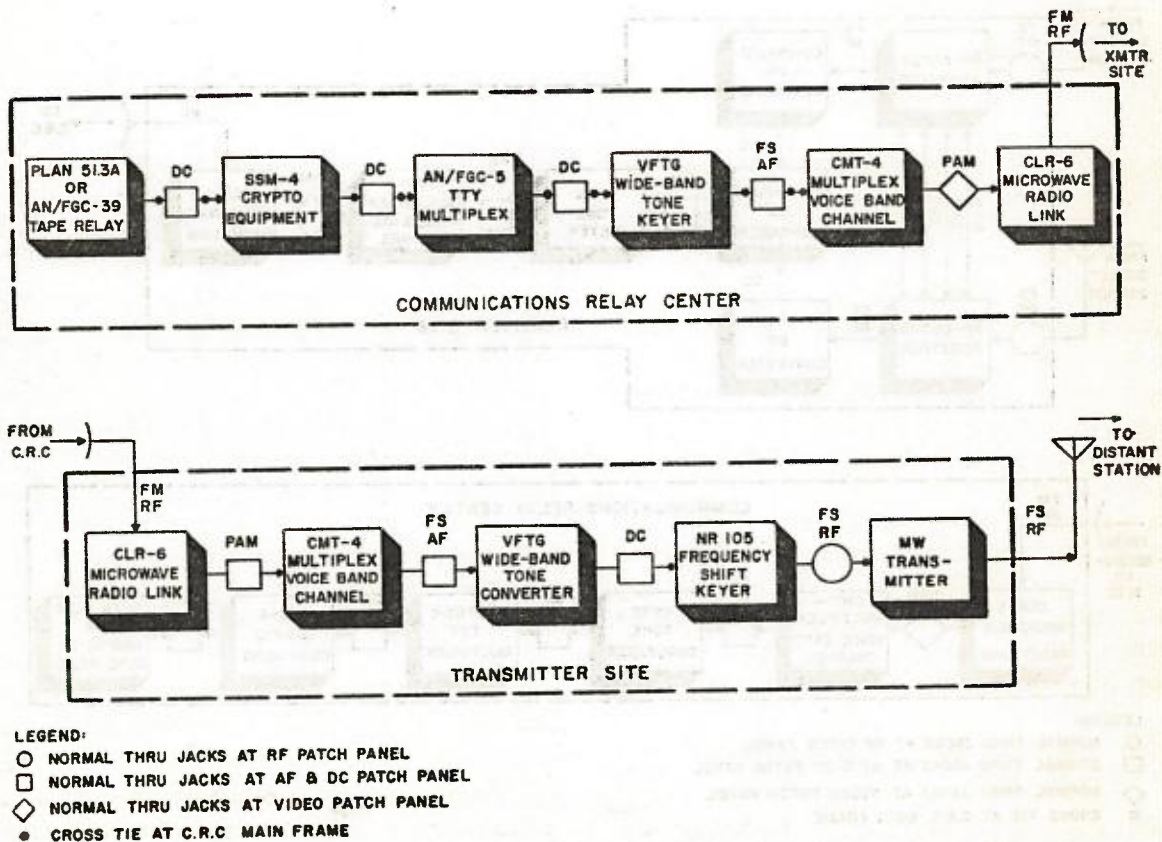 FM
RF
TO
XMTR.
SITE
PLAN 51.3A
OR
AN/FGC-39
TAPE RELAY
DC
SSM-4
CRYPTO
EQUIPMENT
DC
AN/FGC-5
TTY
MULTIPLEX
DC
VFTG
WIDE-BAND
TONE
KEYER
FS
AF
CMT-4
MULTIPLEX
VOICE BAND
CHANNEL
PAM
CLR-6
MICROWAVE
RADIO
LINK
COMMUNICATIONS RELAY CENTER
FROM
C.R.C
FM
RF
CLR-6
MICROWAVE
RADIO LINK
PAM
CMT-4
MULTIPLEX
VOICE BAND
CHANNEL
FS
AF
VFTG
WIDE-BAND
TONE
CONVERTER
DC
NR 105
FREQUENCY
SHIFT
KEYER
FS
RF
MW
TRANS-
MITTER
FS
RF
TO
DISTANT
STATION
TRANSMITTER SITE
LEGEND:
NORMAL THRU JACKS AT RF PATCH PANEL
NORMAL THRU JACKS AT AF & DC PATCH PANEL
NORMAL THRU JACKS AT VIDEO PATCH PANEL
CROSS TIE AT C.R.C MAIN FRAME